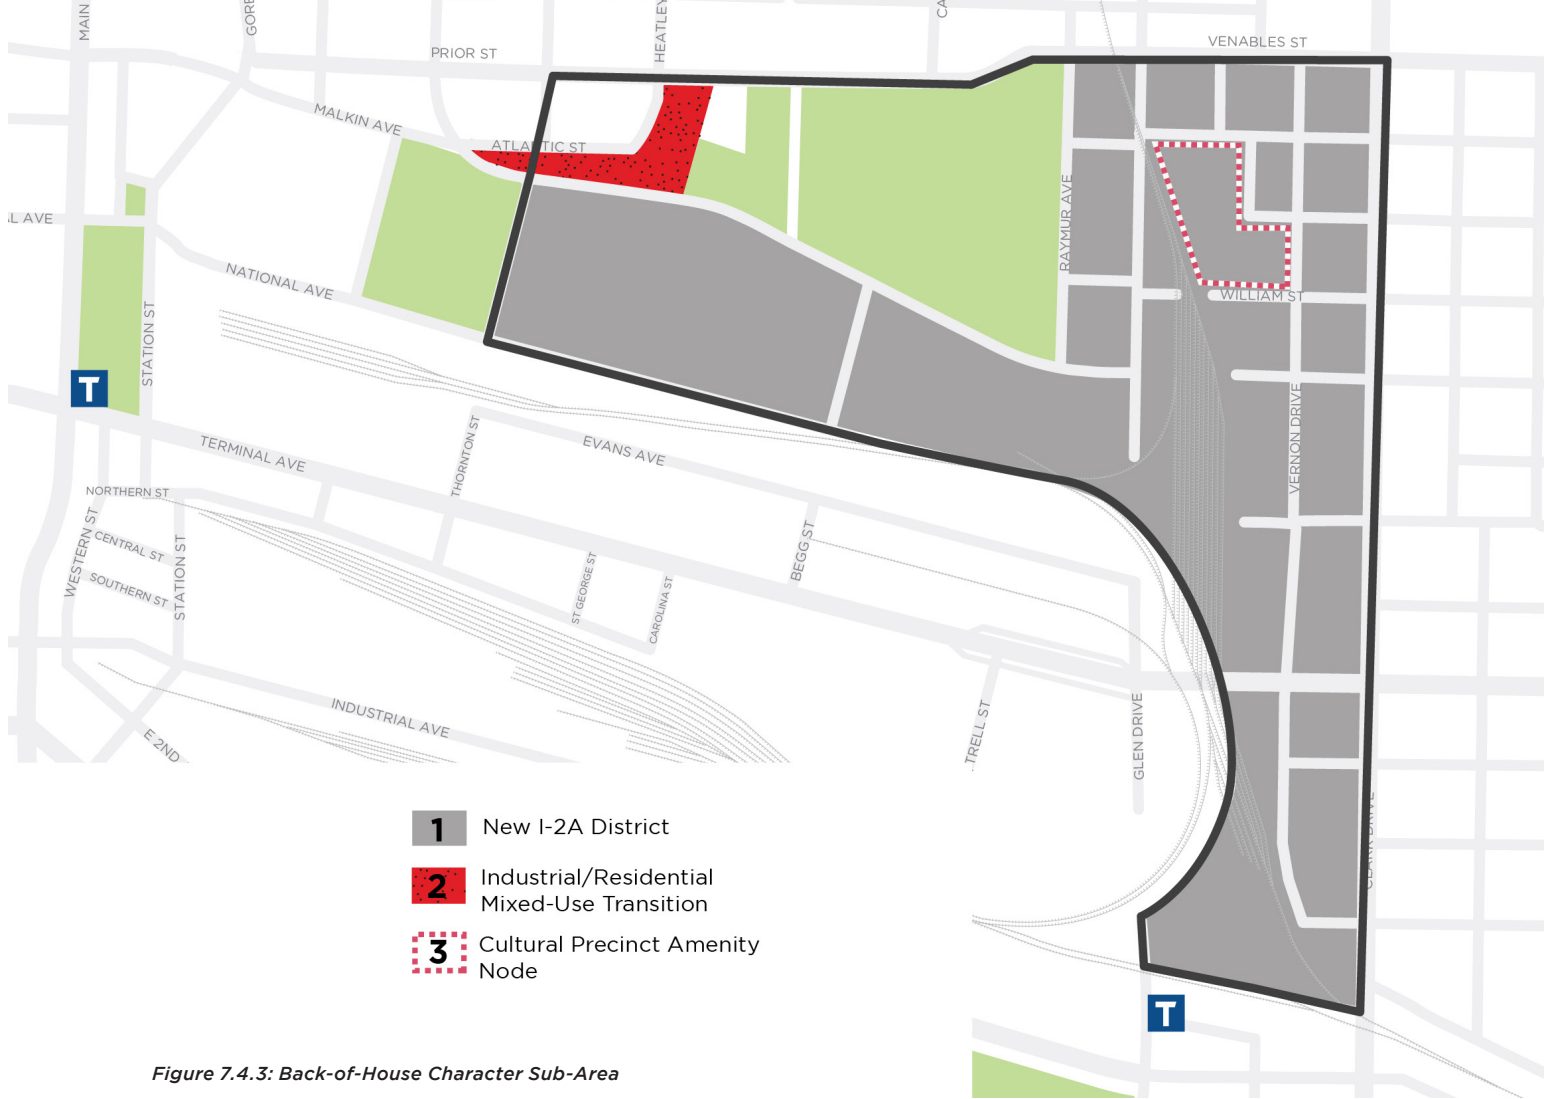 MAIN
GORE
HEATLEY
CA
VENABLES ST
PRIOR ST
MALKIN AVE
ATLANTIC ST
RAYMUR AVE
L AVE
NATIONAL AVE
WILLIAM ST
STATION ST
T
VERNON DRIVE
TERMINAL AVE
THORNTON ST
EVANS AVE
NORTHERN ST
WESTERN ST
CENTRAL ST
SOUTHERN ST
STATION ST
ST GEORGE ST
CAROLINA ST
BEGG ST
INDUSTRIAL AVE
E 2ND
TRELL ST
GLEN DRIVE
CLARK DRIVE
1 New I-2A District
2 Industrial/Residential
Mixed-Use Transition
3 Cultural Precinct Amenity
Node
T
Figure 7.4.3: Back-of-House Character Sub-Area